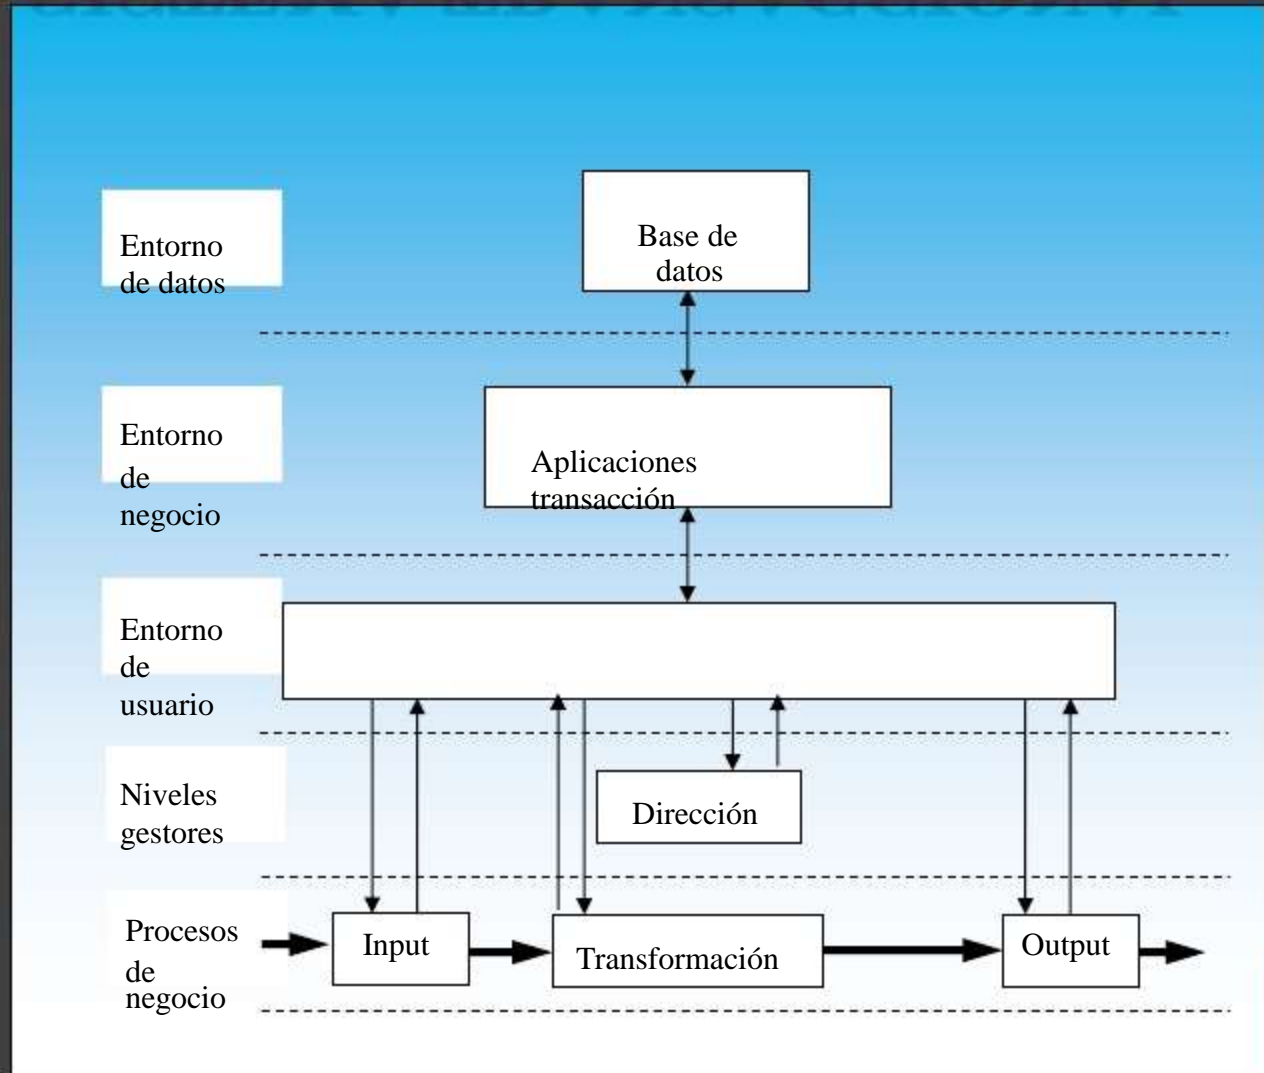 Entorno
de datos
Base de
datos
Entorno
de
negocio
Aplicaciones
transacción
Entorno
de
usuario
Niveles
gestores
Dirección
Procesos
de
negocio
Input
Transformación
Output